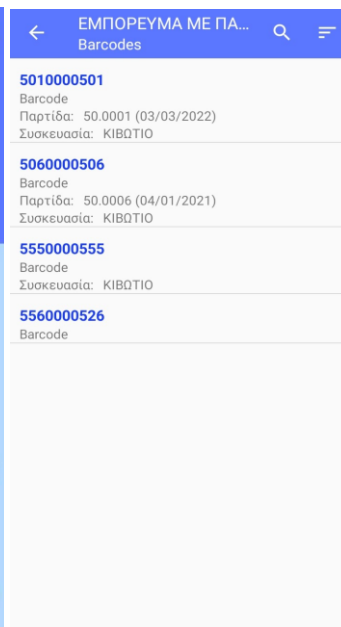 ΕΜΠΟΡΕΥΜΑ ΜΕ ΠΑ...
Barcodes
5010000501
Barcode
Παρτίδα: 50.0001 (03/03/2022)
Συσκευασία: ΚΙΒΩΤΙΟ
5060000506
Barcode
Παρτίδα: 50.0006 (04/01/2021)
Συσκευασία: ΚΙΒΩΤΙΟ
5550000555
Barcode
Συσκευασία: ΚΙΒΩΤΙΟ
5560000526
Barcode